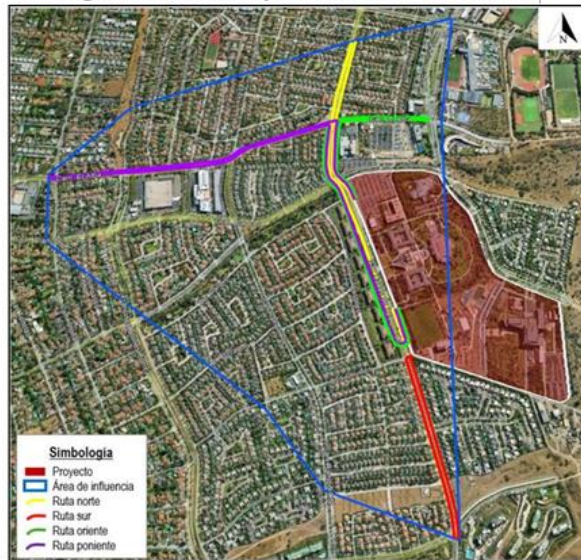 N
Simbología
Proyecto
Área de influencia
Ruta norte
Ruta sur
Ruta oriente
Ruta poniente